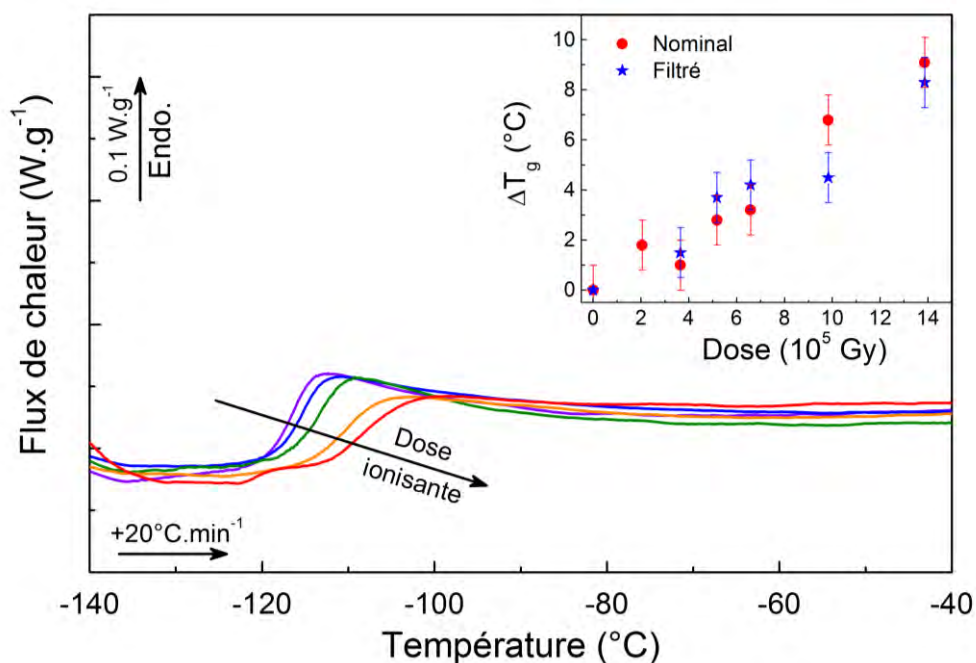 Flux de chaleur (W.g⁻¹)
0.1 W.g⁻¹
Endo.
Dose
ionisante
+20°C.min⁻¹
-140
-120
-100
-80
-60
-40
Température (°C)
Nominal
Filtré
ΔTg (°C)
10
8
6
4
2
0
0 2 4 6 8 10 12 14
Dose (10⁵ Gy)